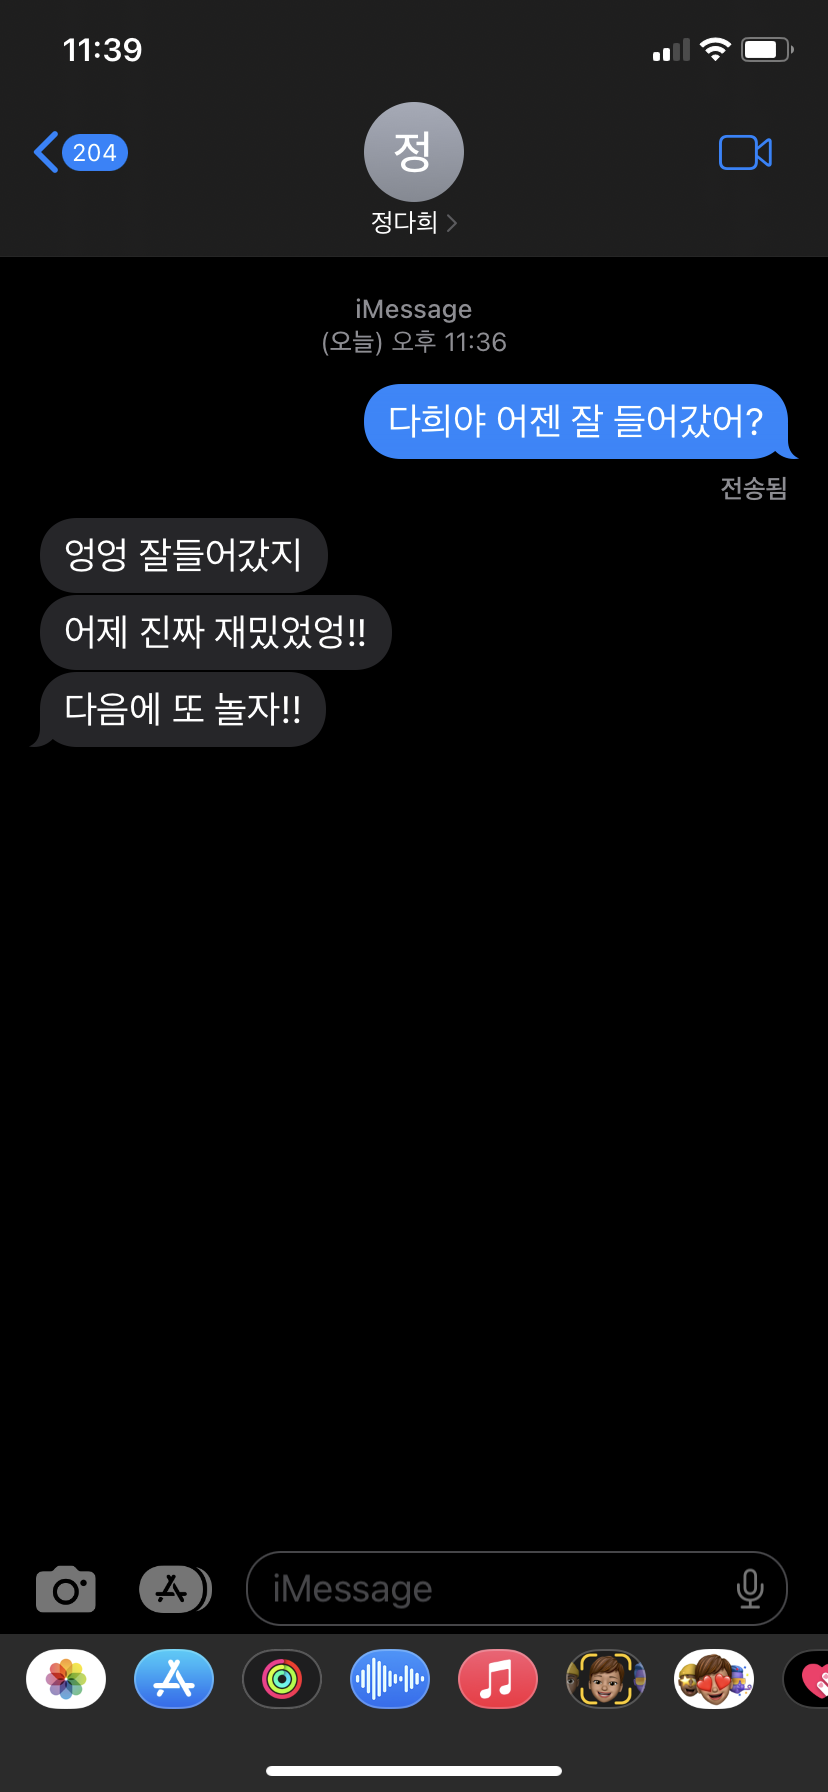 11:39
204
정
정다희
iMessage
(오늘) 오후 11:36
다희야 어젠 잘 들어갔어?
전송됨
엉엉 잘들어갔지
어제 진짜 재밌었엉!!
다음에 또 놀자!!
iMessage